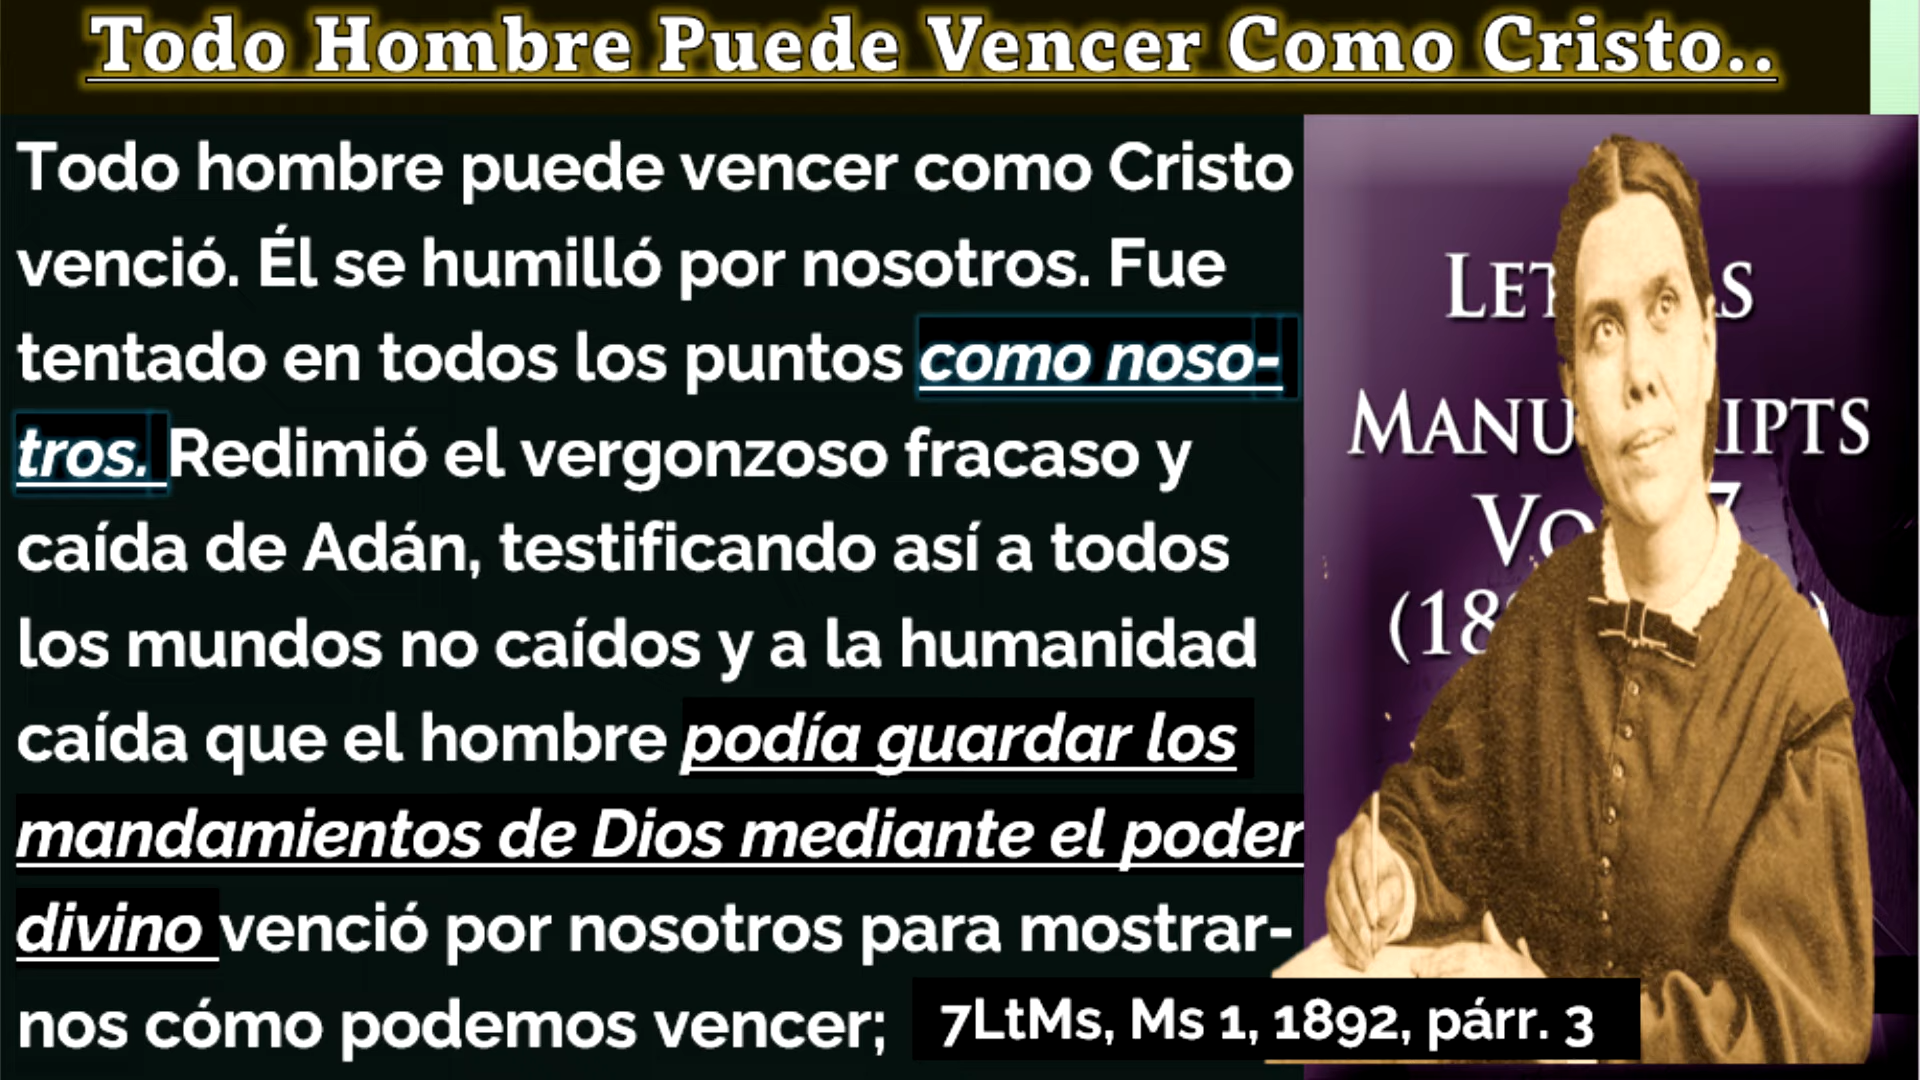 Todo Hombre Puede Vencer Como Cristo..
Todo hombre puede vencer como Cristo
venció. Él se humilló por nosotros. Fue
tentado en todos los puntos como noso-
tros. Redimió el vergonzoso fracaso y
caída de Adán, testificando así a todos
los mundos no caídos y a la humanidad
caída que el hombre podía guardar los
mandamientos de Dios mediante el poder
divino venció por nosotros para mostrar-
nos cómo podemos vencer;
7LtMs, Ms 1, 1892, párr. 3